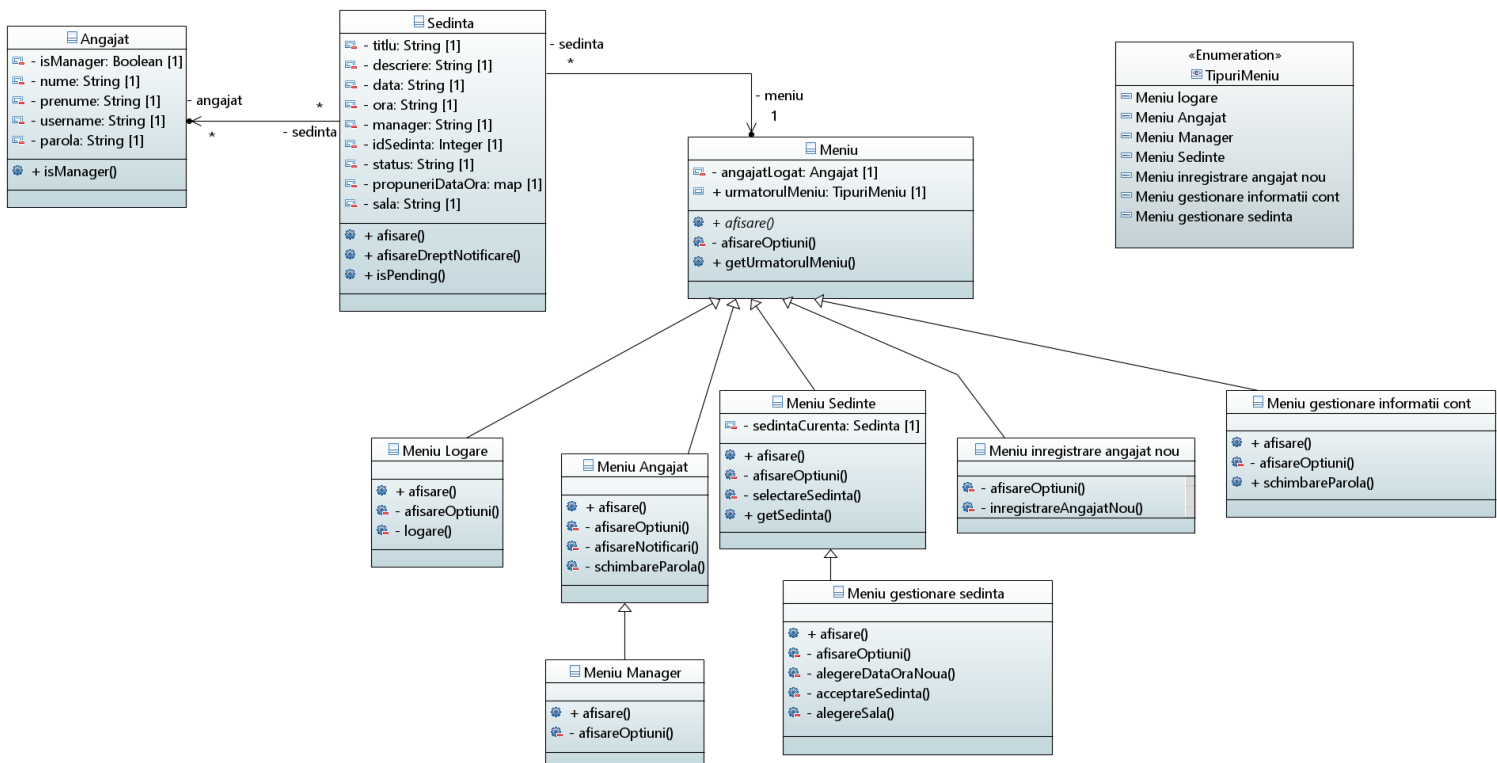 Angajat
- isManager: Boolean [1]
- nume: String [1]
- prenume: String [1]
- username: String [1]
- parola: String [1]
+ isManager()
- angajat
*
*
- sedinta
Sedinta
- titlu: String [1]
- descriere: String [1]
- data: String [1]
- ora: String [1]
- manager: String [1]
- idSedinta: Integer [1]
- status: String [1]
- propuneriDataOra: map [1]
- sala: String [1]
+ afisare()
+ afisareDreptNotificare()
+ isPending()
- sedinta
*
- meniu
1
Meniu
- angajatLogat: Angajat [1]
+ urmatorulMeniu: TipuriMeniu [1]
+ afisare()
- afisareOptiuni()
+ getUrmatorulMeniu()
«Enumeration»
TipuriMeniu
Meniu logare
Meniu Angajat
Meniu Manager
Meniu Sedinte
Meniu inregistrare angajat nou
Meniu gestionare informatii cont
Meniu gestionare sedinta
Meniu Logare
+ afisare()
- afisareOptiuni()
- logare()
Meniu Angajat
+ afisare()
- afisareOptiuni()
- afisareNotificari()
- schimbareParola()
Meniu Sedinte
- sedintaCurenta: Sedinta [1]
+ afisare()
- afisareOptiuni()
- selectareSedinta()
+ getSedinta()
Meniu inregistrare angajat nou
- afisareOptiuni()
- inregistrareAngajatNou()
Meniu gestionare informatii cont
+ afisare()
- afisareOptiuni()
+ schimbareParola()
Meniu Manager
+ afisare()
- afisareOptiuni()
Meniu gestionare sedinta
+ afisare()
- afisareOptiuni()
- alegereDataOraNoua()
- acceptareSedinta()
- alegereSala()